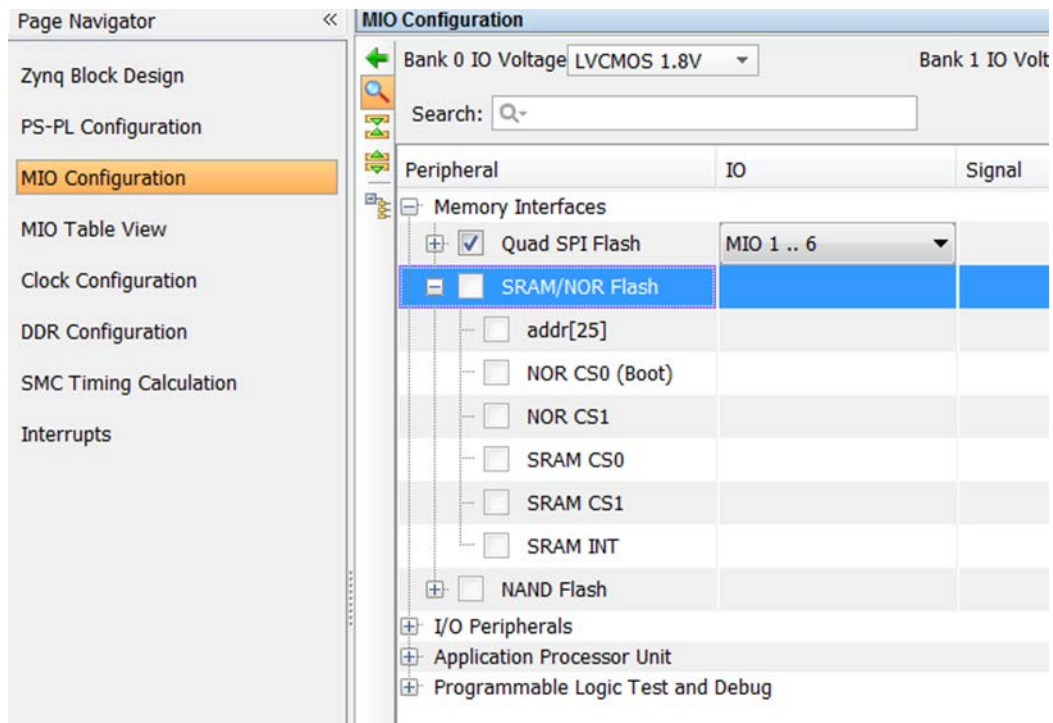 Page Navigator «
Zynq Block Design
PS-PL Configuration
MIO Configuration
MIO Table View
Clock Configuration
DDR Configuration
SMC Timing Calculation
Interrupts
MIO Configuration
Bank 0 IO Voltage LVCMOS 1.8V Bank 1 IO Volt
Search:
Peripheral IO Signal
Memory Interfaces
Quad SPI Flash MIO 1 .. 6
SRAM/NOR Flash
addr[25]
NOR CS0 (Boot)
NOR CS1
SRAM CS0
SRAM CS1
SRAM INT
NAND Flash
I/O Peripherals
Application Processor Unit
Programmable Logic Test and Debug